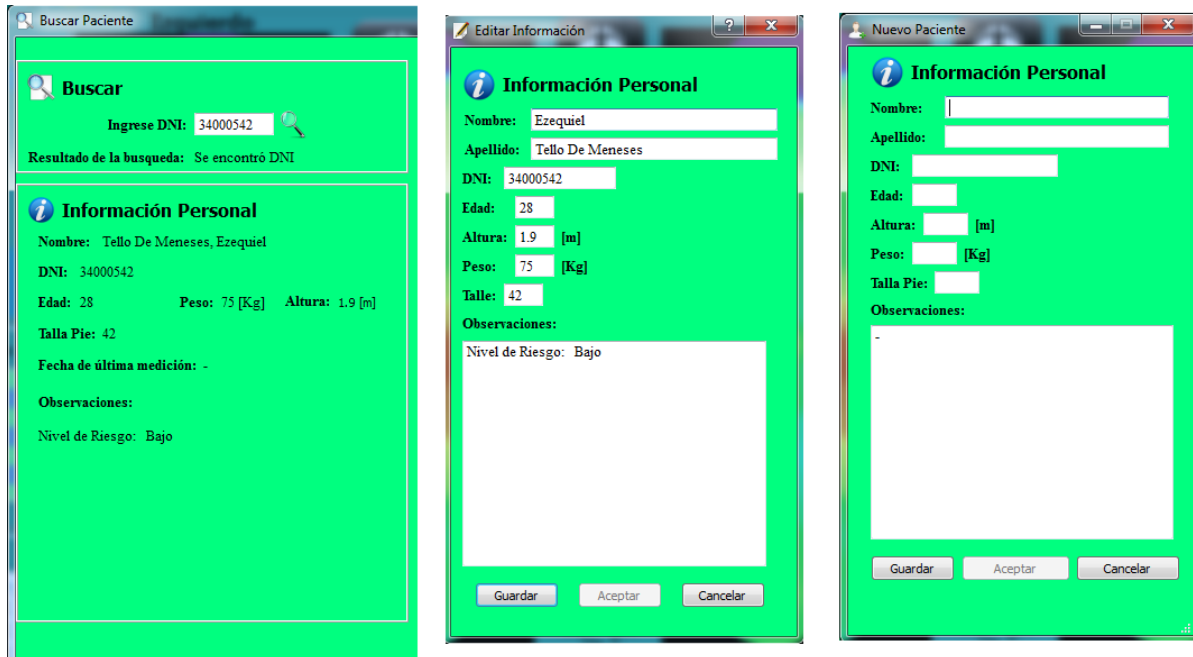 Buscar Paciente
Buscar
Ingrese DNI: 34000542
Resultado de la busqueda: Se encontró DNI
Información Personal
Nombre: Tello De Meneses, Ezequiel
DNI: 34000542
Edad: 28 Peso: 75 [Kg] Altura: 1.9 [m]
Talla Pie: 42
Fecha de última medición: -
Observaciones:
Nivel de Riesgo: Bajo
Editar Información
Información Personal
Nombre: Ezequiel
Apellido: Tello De Meneses
DNI: 34000542
Edad: 28
Altura: 1.9 [m]
Peso: 75 [Kg]
Talle: 42
Observaciones:
Nivel de Riesgo: Bajo
Guardar Aceptar Cancelar
Nuevo Paciente
Información Personal
Nombre:
Apellido:
DNI:
Edad:
Altura: [m]
Peso: [Kg]
Talla Pie:
Observaciones:
-
Guardar Aceptar Cancelar